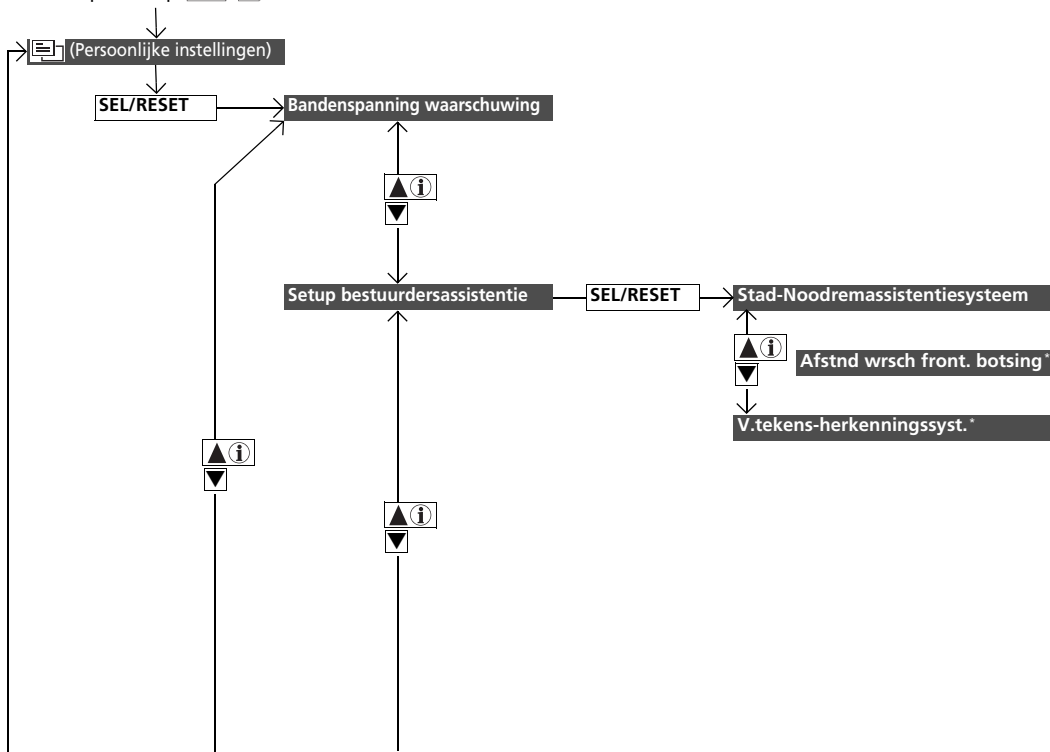 (Persoonlijke instellingen)
SEL/RESET
Bandenspanning waarschuwing
Setup bestuurdersassistentie
SEL/RESET
Stad-Noodremassistentiesysteem
Afstnd wrsch front. botsing*
V.tekens-herkenningssyst.*